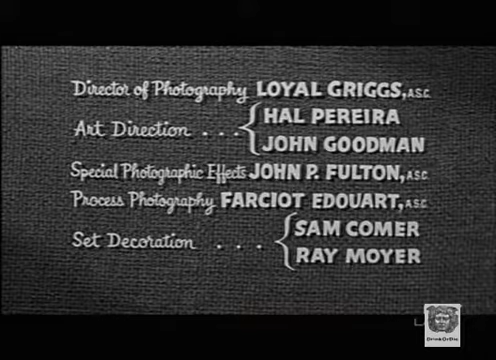 Director of Photography LOYAL GRIGGS, A.S.C.
HAL PEREIRA
Art Direction . . .
JOHN GOODMAN
Special Photographic Effects JOHN P. FULTON, A.S.C.
Process Photography FARCIOT EDOUART, A.S.C.
SAM COMER
Set Decoration . . .
RAY MOYER
DrinkOrDie